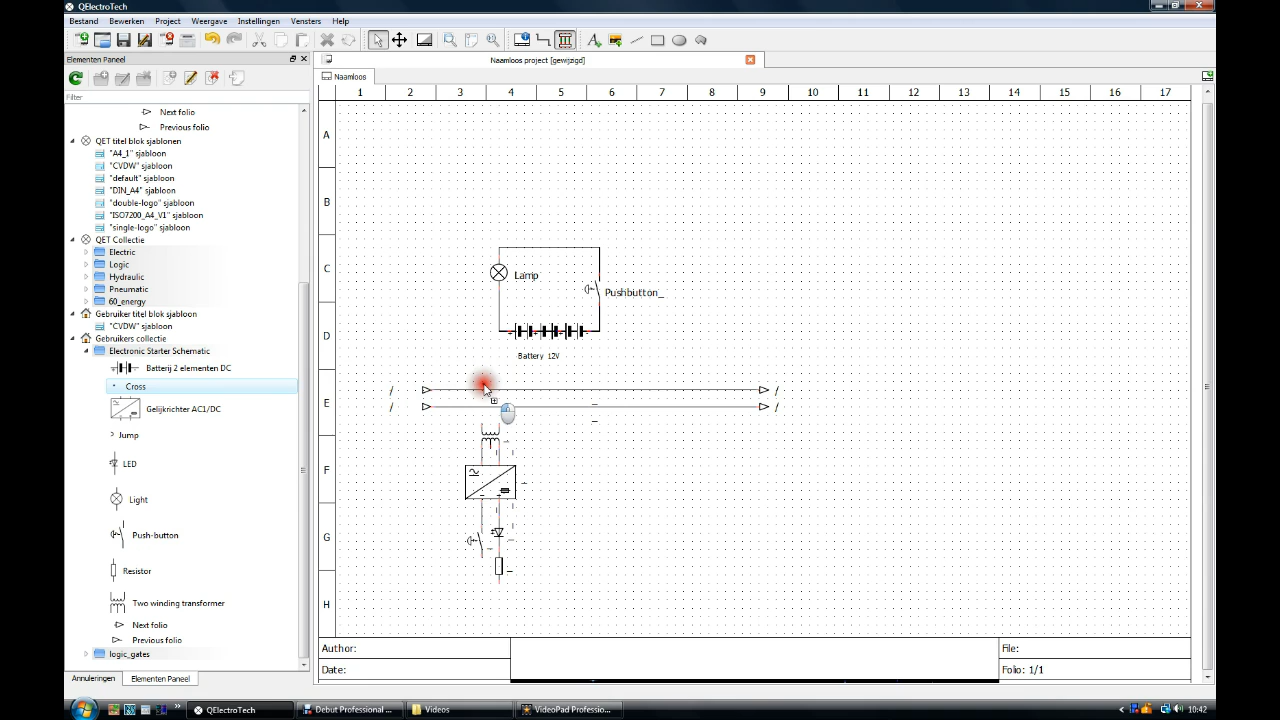 QElectroTech
Bestand Bewerken Project Weergave Instellingen Vensters Help
Elementen Paneel
Naamloos project [gewijzigd]
Naamloos
Filter
Next folio
Previous folio
QET titel blok sjablonen
"A4_1" sjabloon
"CVDW" sjabloon
"default" sjabloon
"DIN_A4" sjabloon
"double-logo" sjabloon
"ISO7200_A4_V1" sjabloon
"single-logo" sjabloon
QET Collectie
Electric
Logic
Hydraulic
Pneumatic
60_energy
Gebruiker titel blok sjabloon
"CVDW" sjabloon
Gebruikers collectie
Electronic Starter Schematic
Batterij 2 elementen DC
Cross
Gelijkrichter AC1/DC
Jump
LED
Light
Push-button
Resistor
Two winding transformer
Next folio
Previous folio
logic_gates
Annuleringen Elementen Paneel
1 2 3 4 5 6 7 8 9 10 11 12 13 14 15 16 17
A
B
C
D
E
F
G
H
Lamp
Pushbutton_
Battery 12V
/ /
/ /
Author:
Date:
File:
Folio: 1/1
QElectroTech
Debut Professional ...
Videos
VideoPad Professio...
10:42